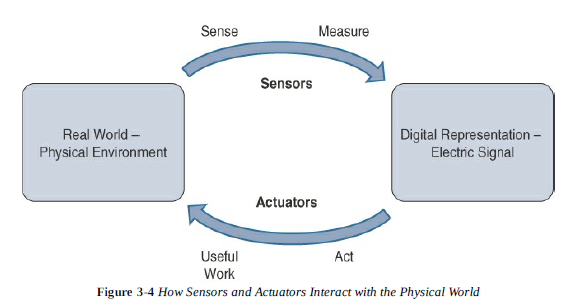 Sense
Measure
Sensors
Real World –
Physical Environment
Digital Representation –
Electric Signal
Actuators
Useful
Work
Act
Figure 3-4 How Sensors and Actuators Interact with the Physical World